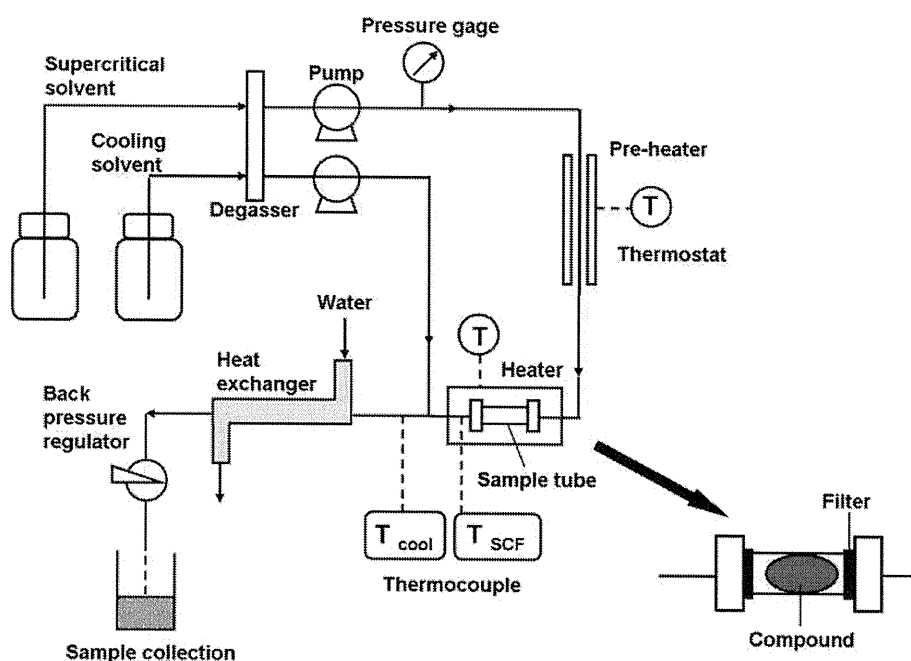 Pressure gage
Supercritical
solvent
Pump
Cooling
solvent
Pre-heater
Degasser
T
Thermostat
Water
T
Heat
exchanger
Heater
Back
pressure
regulator
Sample tube
Filter
T cool
T SCF
Thermocouple
Compound
Sample collection